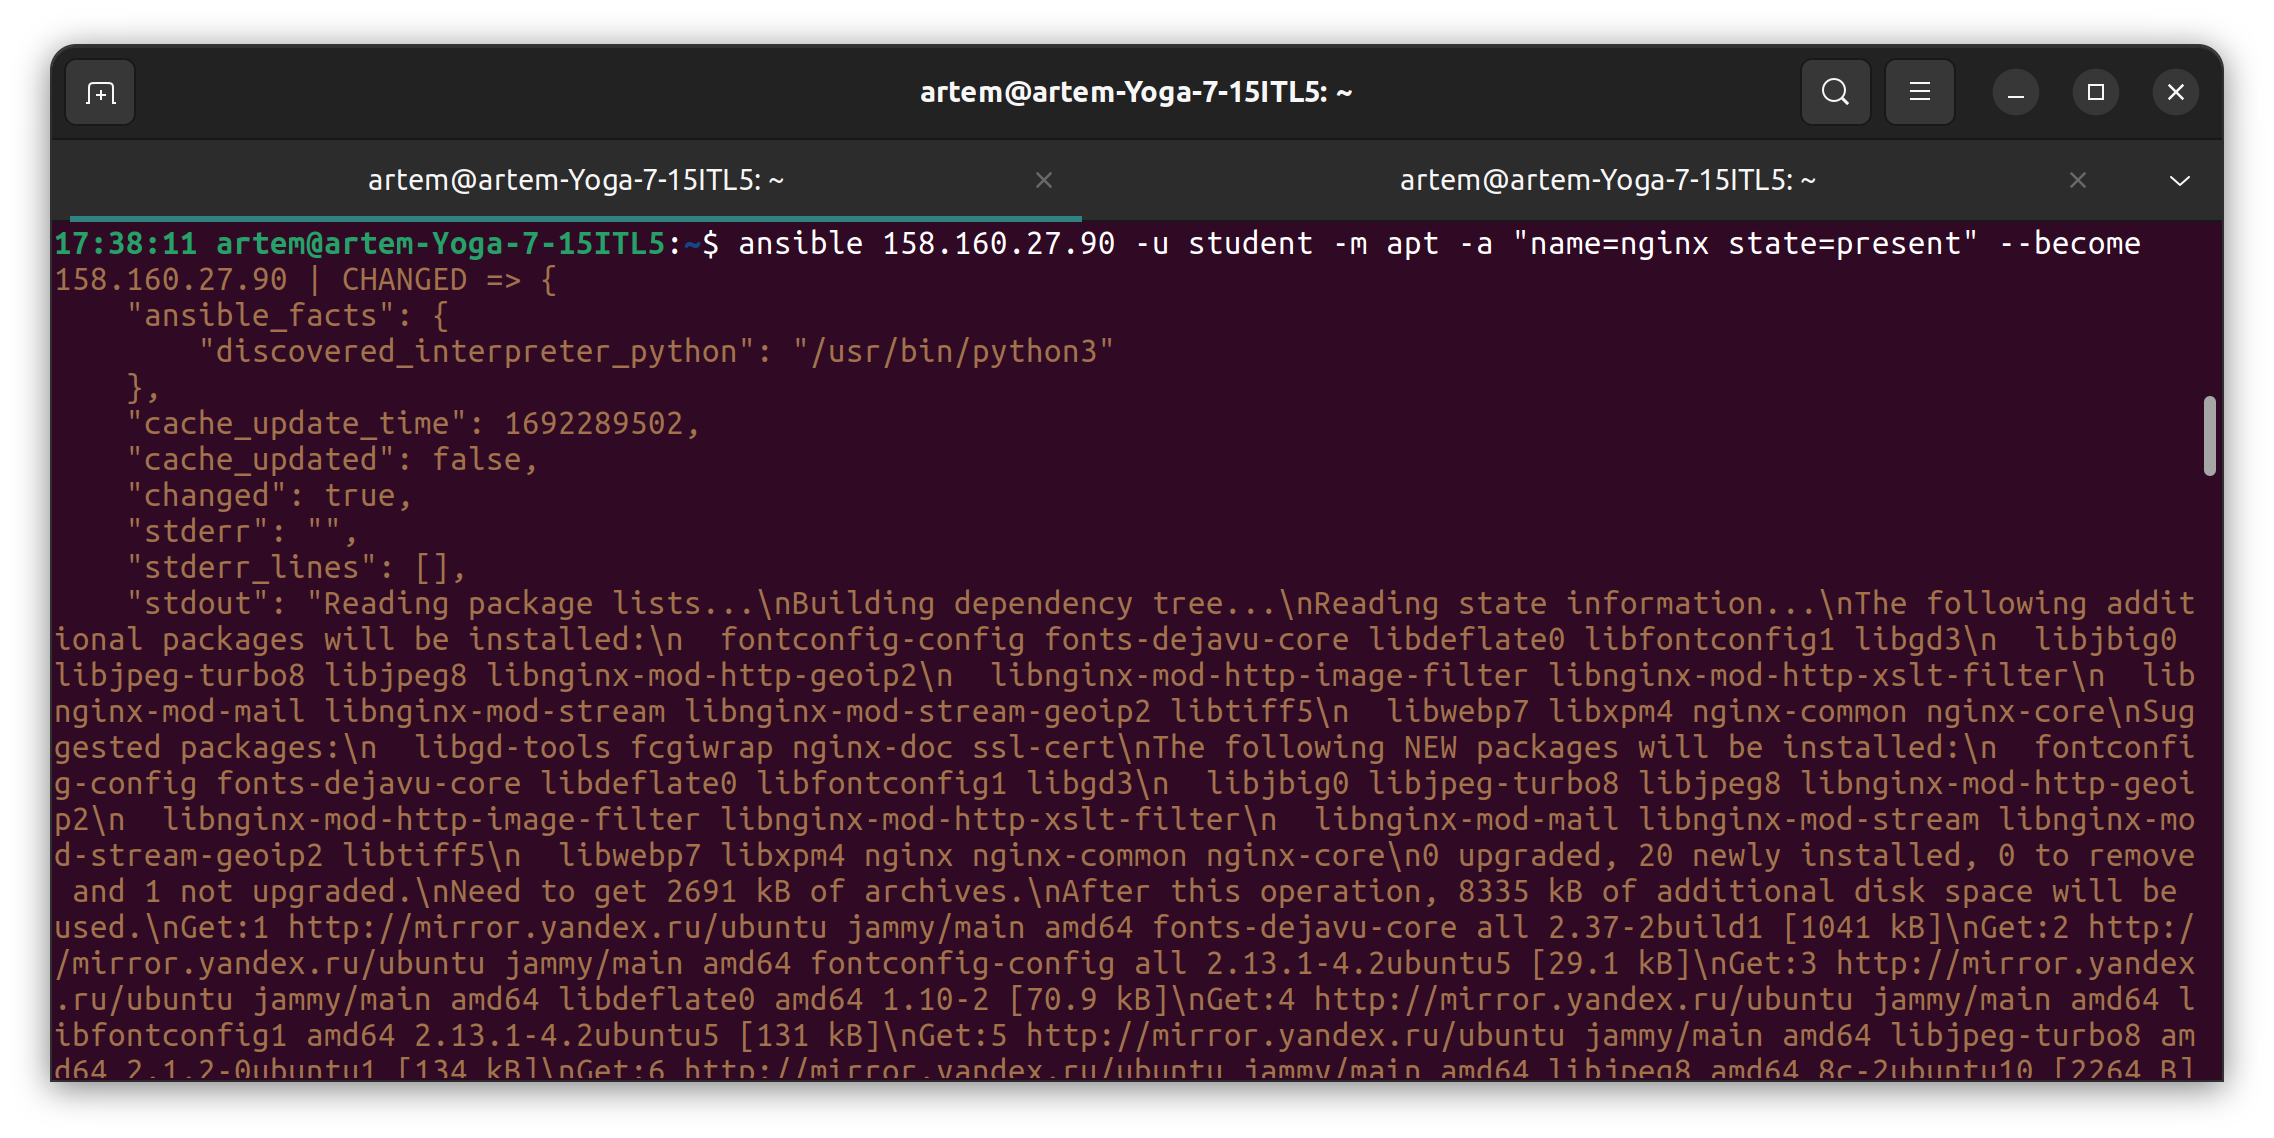 artem@artem-Yoga-7-15ITL5: ~
artem@artem-Yoga-7-15ITL5: ~
artem@artem-Yoga-7-15ITL5: ~
17:38:11 artem@artem-Yoga-7-15ITL5:~$ ansible 158.160.27.90 -u student -m apt -a "name=nginx state=present" --become
158.160.27.90 | CHANGED => {
    "ansible_facts": {
        "discovered_interpreter_python": "/usr/bin/python3"
    },
    "cache_update_time": 1692289502,
    "cache_updated": false,
    "changed": true,
    "stderr": "",
    "stderr_lines": [],
    "stdout": "Reading package lists...\nBuilding dependency tree...\nReading state information...\nThe following addit
ional packages will be installed:\n  fontconfig-config fonts-dejavu-core libdeflate0 libfontconfig1 libgd3\n  libjbig0
libjpeg-turbo8 libjpeg8 libnginx-mod-http-geoip2\n  libnginx-mod-http-image-filter libnginx-mod-http-xslt-filter\n  lib
nginx-mod-mail libnginx-mod-stream libnginx-mod-stream-geoip2 libtiff5\n  libwebp7 libxpm4 nginx-common nginx-core\nSug
gested packages:\n  libgd-tools fcgiwrap nginx-doc ssl-cert\nThe following NEW packages will be installed:\n  fontconfi
g-config fonts-dejavu-core libdeflate0 libfontconfig1 libgd3\n  libjbig0 libjpeg-turbo8 libjpeg8 libnginx-mod-http-geoi
p2\n  libnginx-mod-http-image-filter libnginx-mod-http-xslt-filter\n  libnginx-mod-mail libnginx-mod-stream libnginx-mo
d-stream-geoip2 libtiff5\n  libwebp7 libxpm4 nginx nginx-common nginx-core\n0 upgraded, 20 newly installed, 0 to remove
 and 1 not upgraded.\nNeed to get 2691 kB of archives.\nAfter this operation, 8335 kB of additional disk space will be
used.\nGet:1 http://mirror.yandex.ru/ubuntu jammy/main amd64 fonts-dejavu-core all 2.37-2build1 [1041 kB]\nGet:2 http:/
/mirror.yandex.ru/ubuntu jammy/main amd64 fontconfig-config all 2.13.1-4.2ubuntu5 [29.1 kB]\nGet:3 http://mirror.yandex
.ru/ubuntu jammy/main amd64 libdeflate0 amd64 1.10-2 [70.9 kB]\nGet:4 http://mirror.yandex.ru/ubuntu jammy/main amd64 l
ibfontconfig1 amd64 2.13.1-4.2ubuntu5 [131 kB]\nGet:5 http://mirror.yandex.ru/ubuntu jammy/main amd64 libjpeg-turbo8 am
d64 2.1.2-0ubuntu1 [134 kB]\nGet:6 http://mirror.yandex.ru/ubuntu jammy/main amd64 libjpeg8 amd64 8c-2ubuntu10 [2264 B]